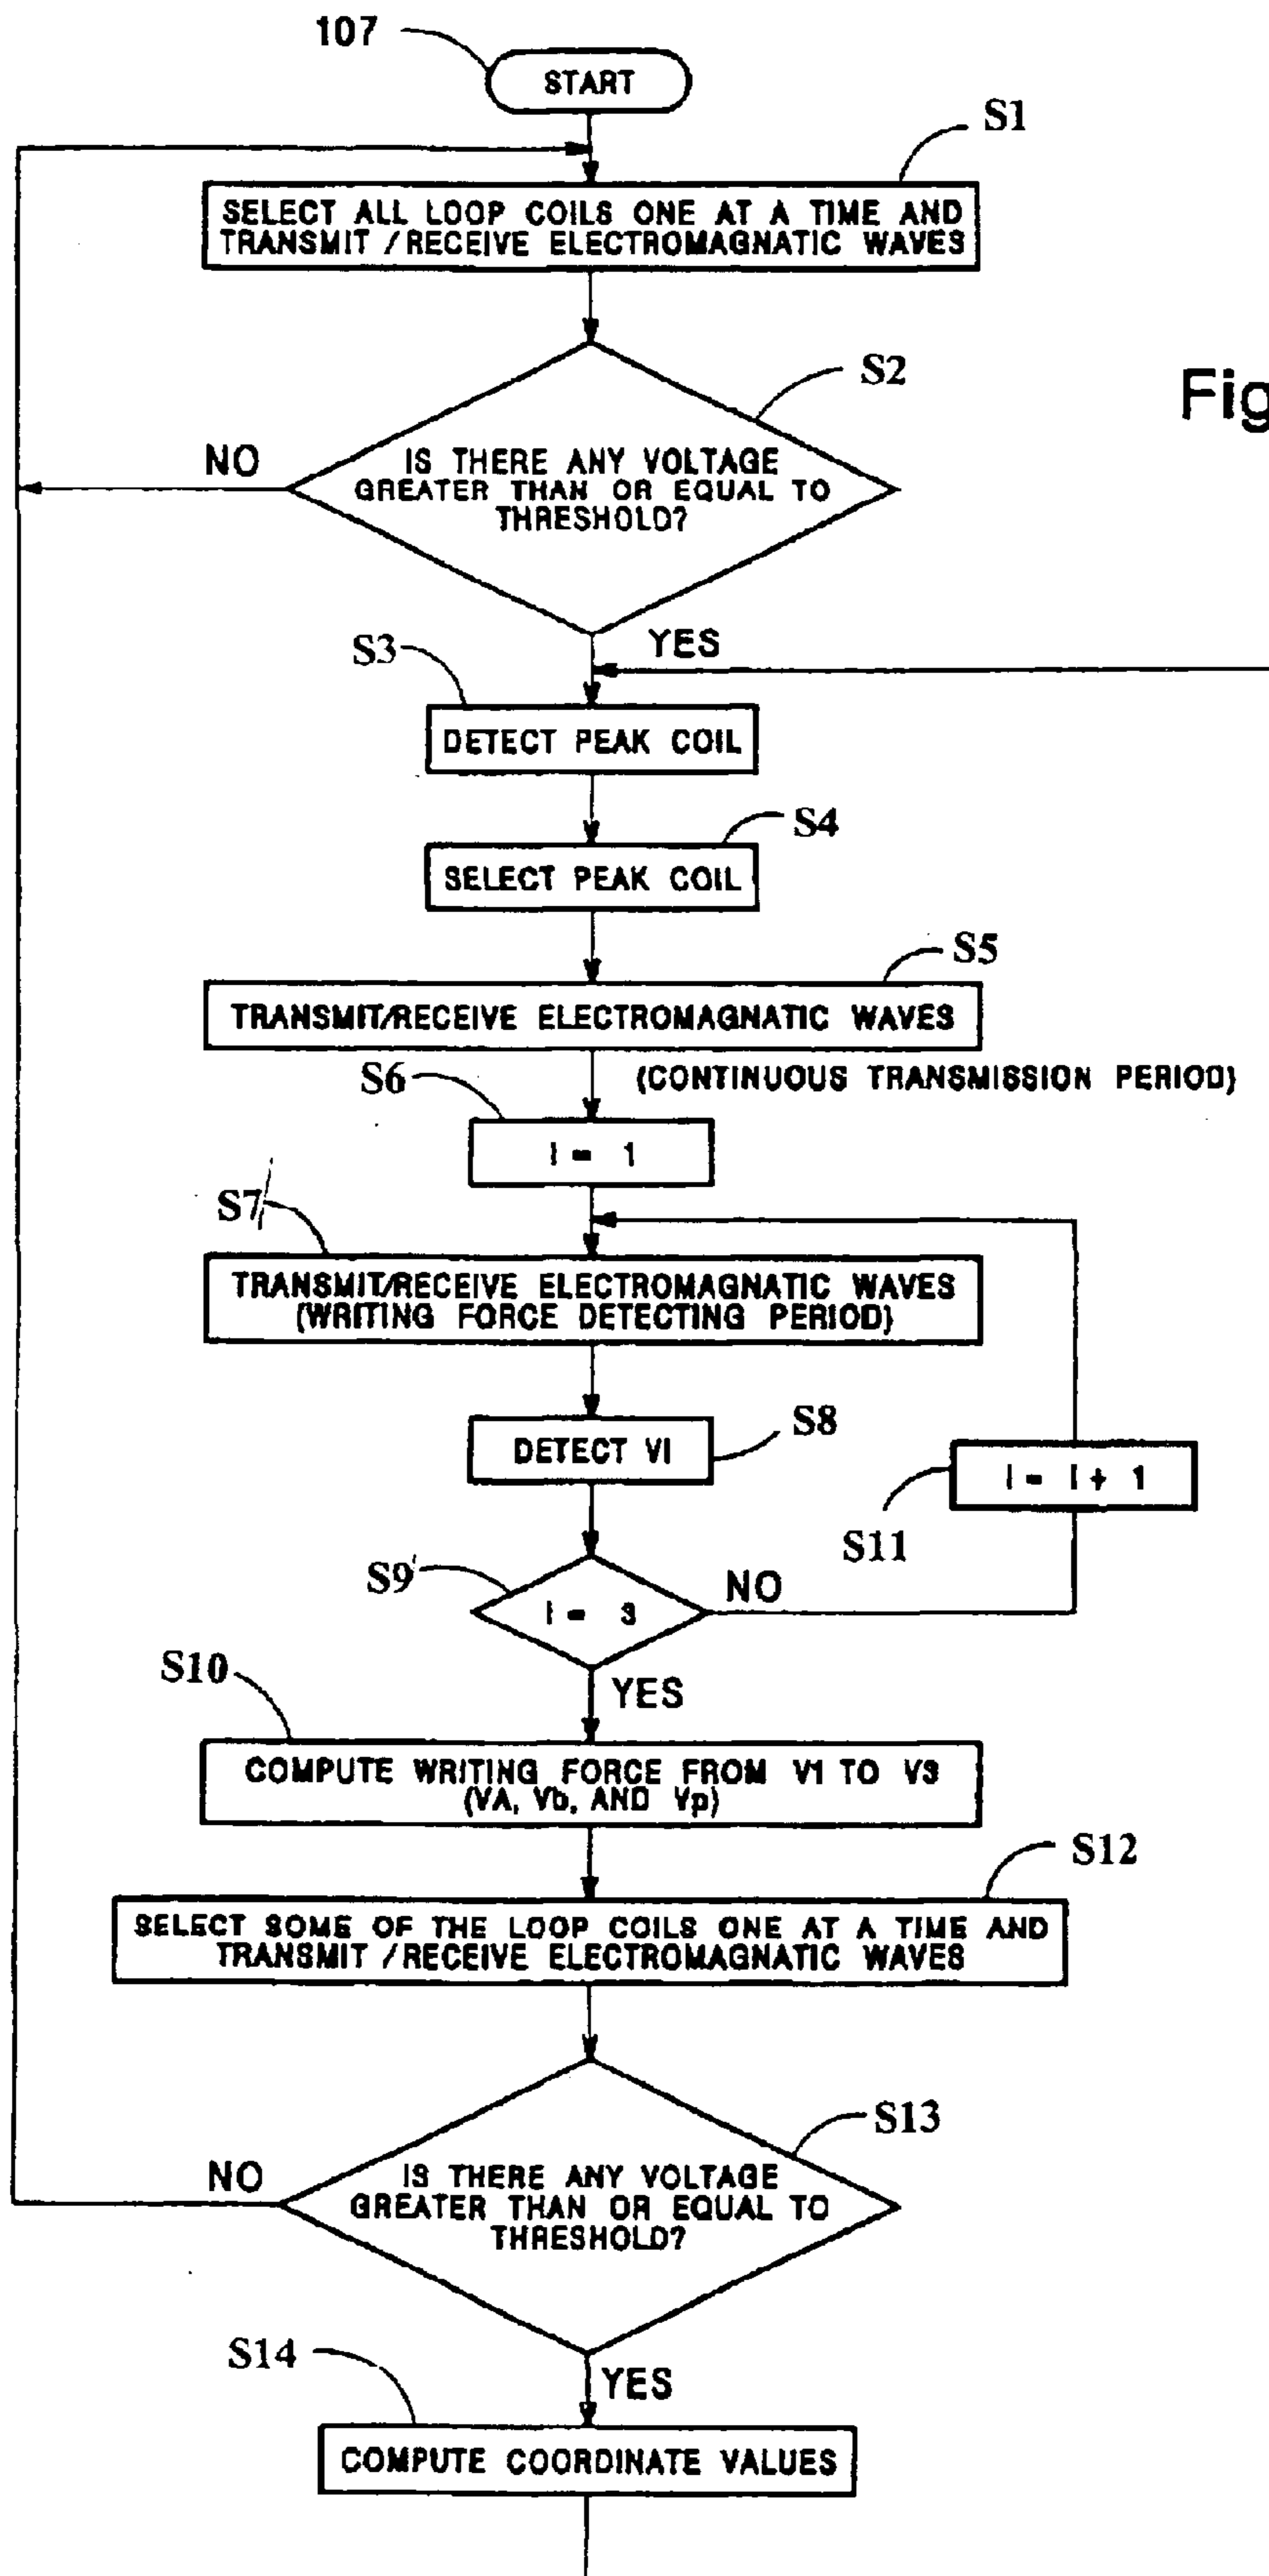 107
START
S1
SELECT ALL LOOP COILS ONE AT A TIME AND
TRANSMIT / RECEIVE ELECTROMAGNATIC WAVES
S2
Fig
IS THERE ANY VOLTAGE
GREATER THAN OR EQUAL TO
THRESHOLD?
NO
YES
S3
DETECT PEAK COIL
S4
SELECT PEAK COIL
S5
TRANSMIT/RECEIVE ELECTROMAGNATIC WAVES
(CONTINUOUS TRANSMISSION PERIOD)
S6
I = 1
S7
TRANSMIT/RECEIVE ELECTROMAGNATIC WAVES
(WRITING FORCE DETECTING PERIOD)
S8
DETECT VI
I = I + 1
S11
S9
I = 3
NO
YES
S10
COMPUTE WRITING FORCE FROM V1 TO V3
(VA, Vb, AND Vp)
S12
SELECT SOME OF THE LOOP COILS ONE AT A TIME AND
TRANSMIT / RECEIVE ELECTROMAGNATIC WAVES
S13
IS THERE ANY VOLTAGE
GREATER THAN OR EQUAL TO
THRESHOLD?
NO
YES
S14
COMPUTE COORDINATE VALUES